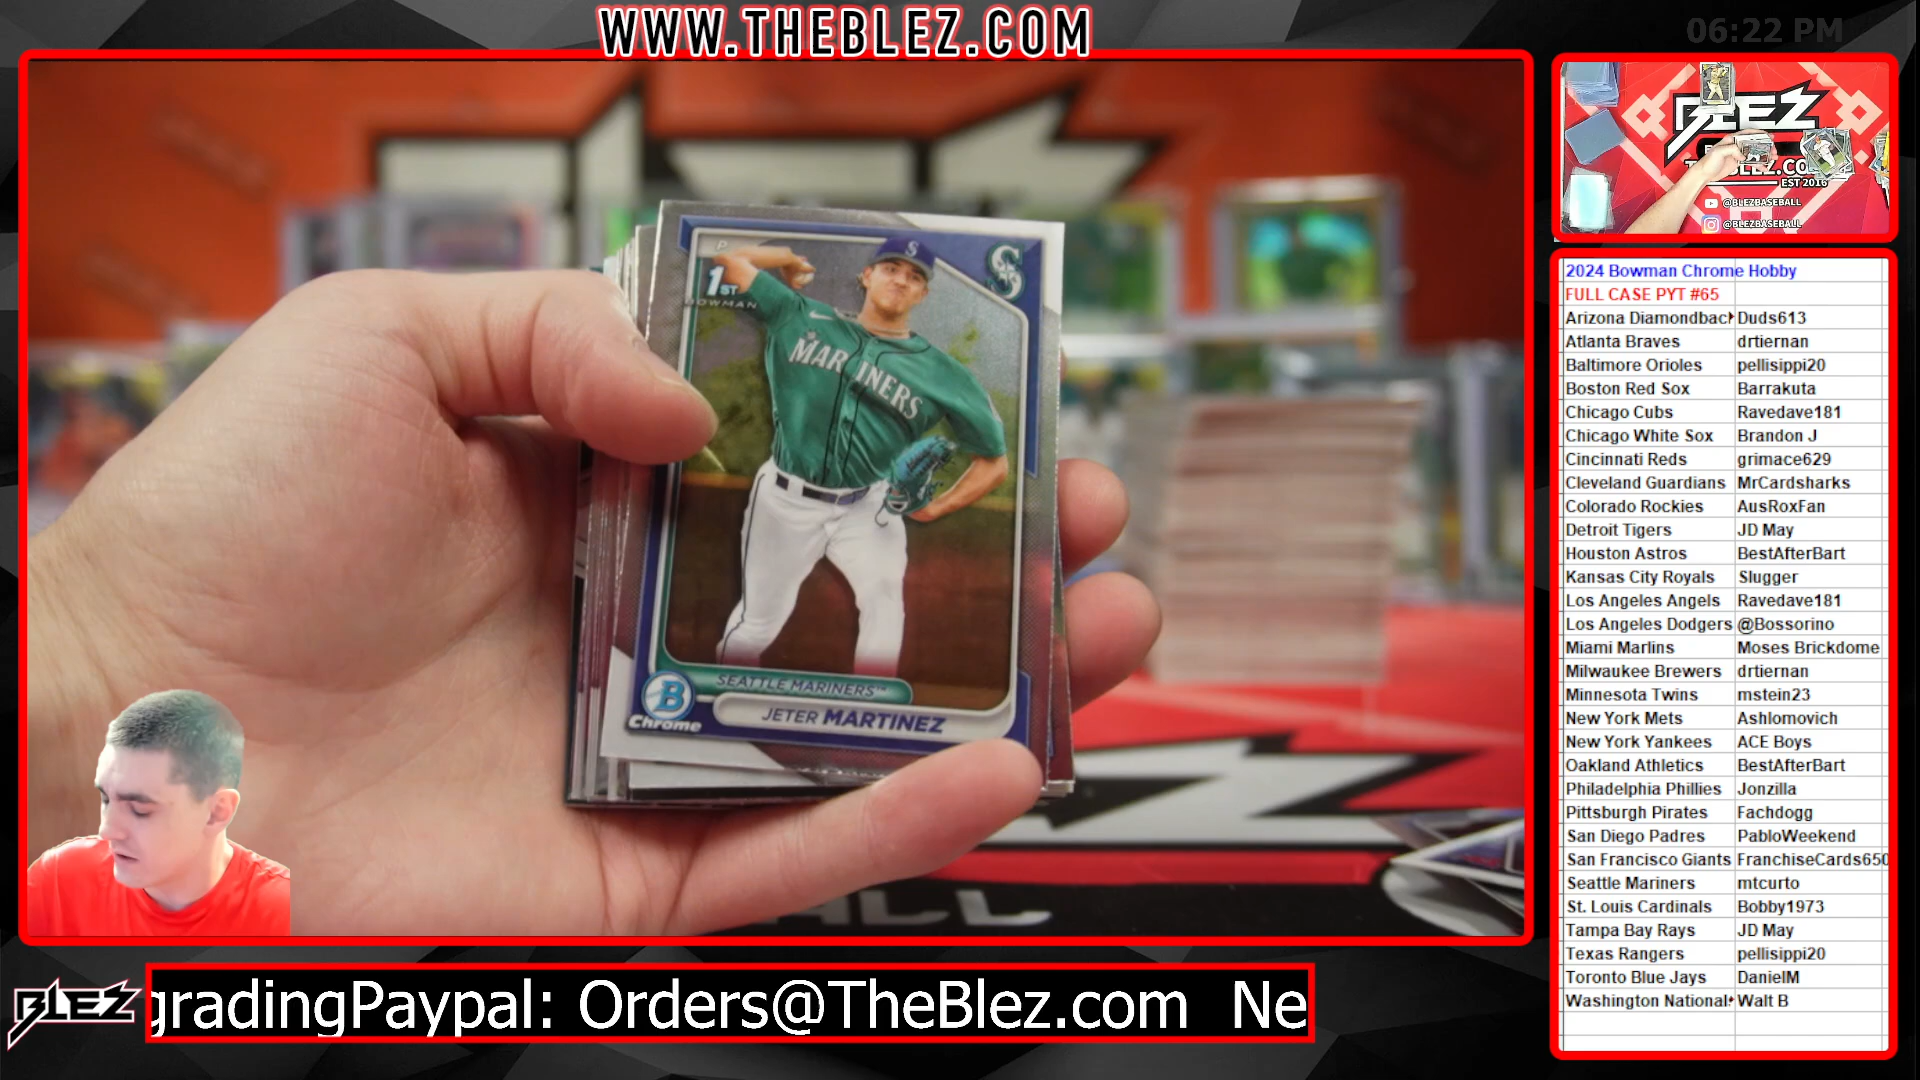 WWW.THEBLEZ.COM
06:22 PM
P
1ST
BOWMAN
S
S
MARINERS
SEATTLE MARINERS™
JETER MARTINEZ
B
Chrome
BLEZ
THEBLEZ.CO
EST 2016
@BLEZBASEBALL
@BLEZBASEBALL
2024 Bowman Chrome Hobby
FULL CASE PYT #65
Arizona Diamondbac Duds613
Atlanta Braves drtiernan
Baltimore Orioles pellisippi20
Boston Red Sox Barrakuta
Chicago Cubs Ravedave181
Chicago White Sox Brandon J
Cincinnati Reds grimace629
Cleveland Guardians MrCardsharks
Colorado Rockies AusRoxFan
Detroit Tigers JD May
Houston Astros BestAfterBart
Kansas City Royals Slugger
Los Angeles Angels Ravedave181
Los Angeles Dodgers @Bossorino
Miami Marlins Moses Brickdome
Milwaukee Brewers drtiernan
Minnesota Twins mstein23
New York Mets Ashlomovich
New York Yankees ACE Boys
Oakland Athletics BestAfterBart
Philadelphia Phillies Jonzilla
Pittsburgh Pirates Fachdogg
San Diego Padres PabloWeekend
San Francisco Giants FranchiseCards650
Seattle Mariners mtcurto
St. Louis Cardinals Bobby1973
Tampa Bay Rays JD May
Texas Rangers pellisippi20
Toronto Blue Jays DanielM
Washington National Walt B
BLEZ
gradingPaypal: Orders@TheBlez.com Ne